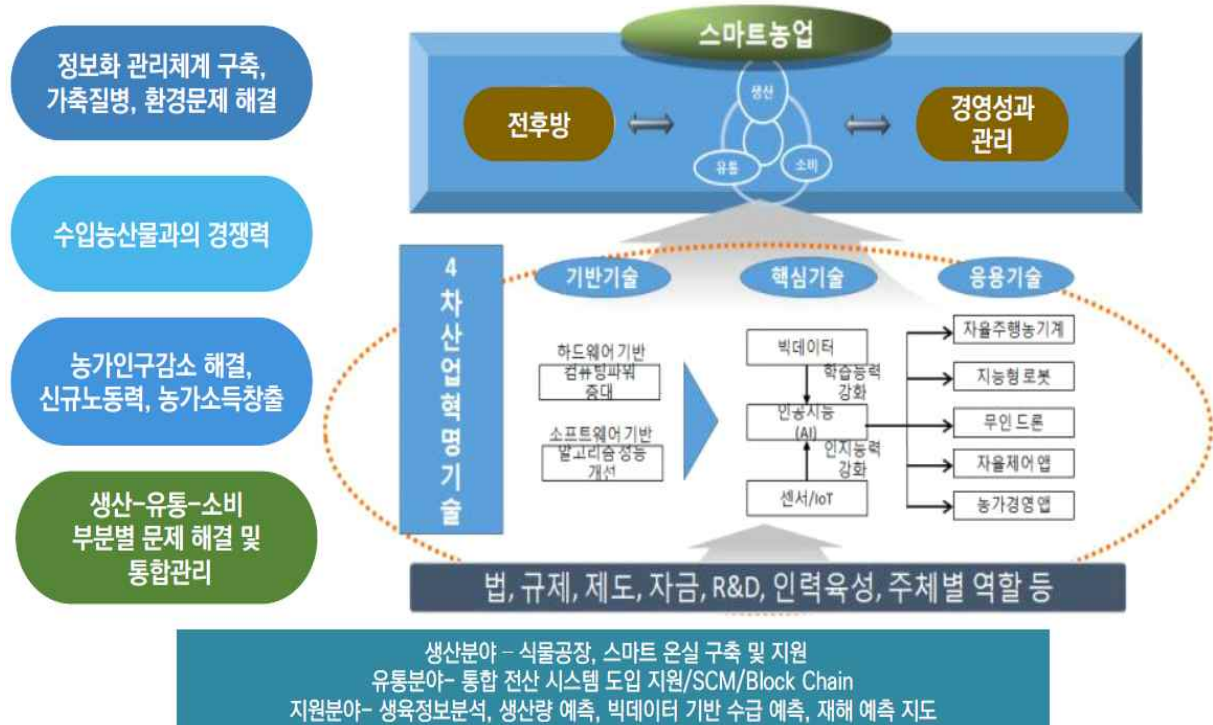 정보화 관리체계 구축,
가축질병, 환경문제 해결
수입농산물과의 경쟁력
농가인구감소 해결,
신규노동력, 농가소득창출
생산-유통-소비
부분별 문제 해결 및
통합관리
스마트농업
전후방
생산
유통
소비
경영성과
관리
4차산업혁명기술
기반기술
핵심기술
응용기술
하드웨어 기반
컴퓨팅파워
증대
소프트웨어 기반
알고리즘 성능
개선
빅데이터
학습능력
강화
인공지능
(AI)
인지능력
강화
센서/IoT
자율주행농기계
지능형 로봇
무인 드론
자율제어 앱
농가경영 앱
법, 규제, 제도, 자금, R&D, 인력육성, 주체별 역할 등
생산분야 – 식물공장, 스마트 온실 구축 및 지원
유통분야- 통합 전산 시스템 도입 지원/SCM/Block Chain
지원분야- 생육정보분석, 생산량 예측, 빅데이터 기반 수급 예측, 재해 예측 지도